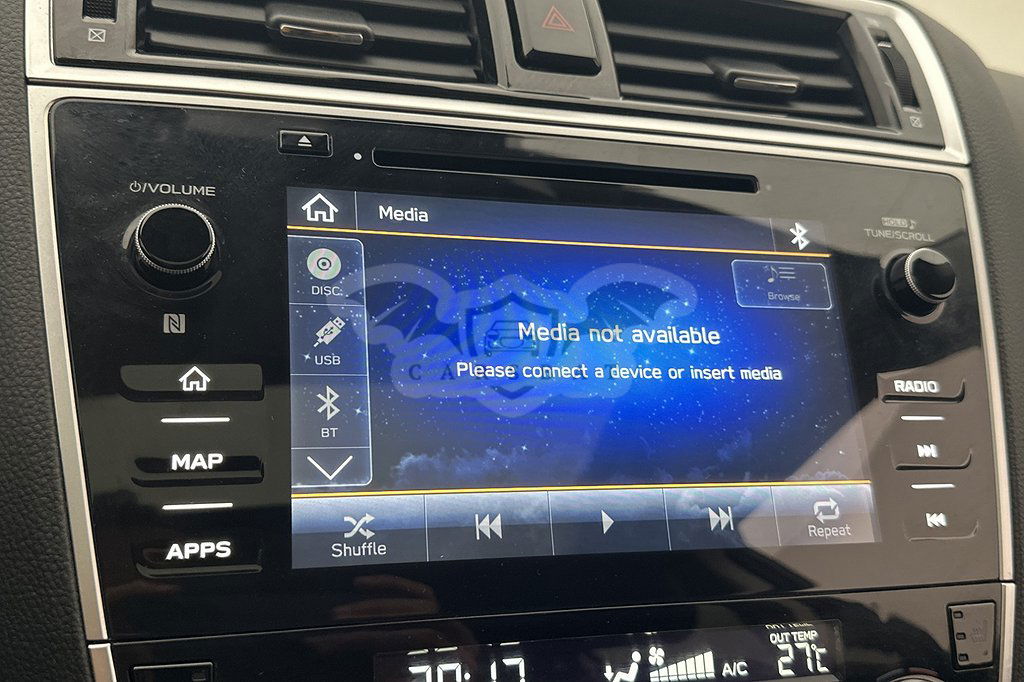 ⏻/VOLUME
HOLD ♪
TUNE/SCROLL
Media
DISC
USB
BT
Browse
Media not available
Please connect a device or insert media
MAP
APPS
RADIO
Shuffle
Repeat
OUT TEMP
A/C
27℃